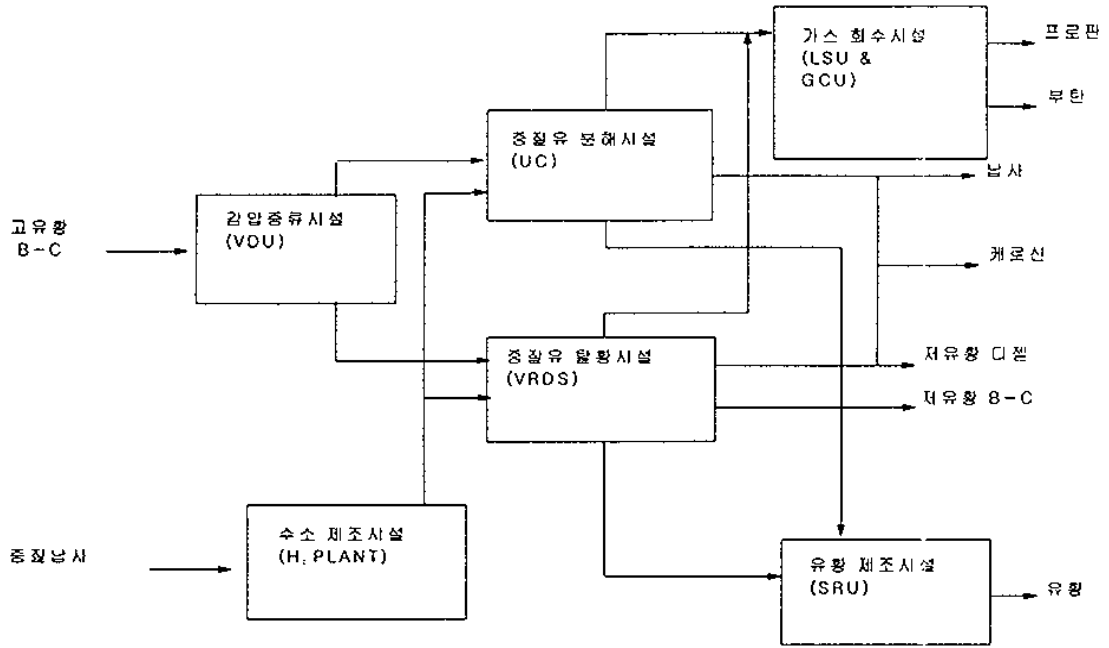 가스 회수시설
(LSU &
GCU)
프로판
부탄
중질유 분해시설
(UC)
납사
고유황
B-C
감압증류시설
(VDU)
케로신
중질유 탈황시설
(VRDS)
저유황 디젤
저유황 B-C
중질납사
수소 제조시설
(H₂ PLANT)
유황 제조시설
(SRU)
유황